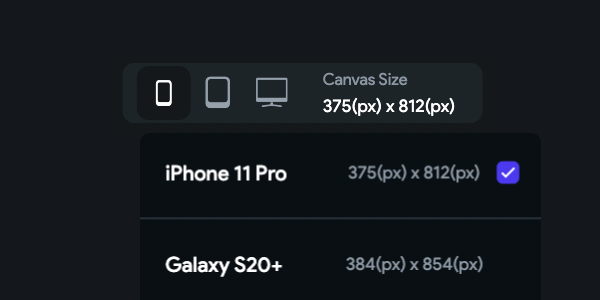 Canvas Size
375(px) x 812(px)
iPhone 11 Pro 375(px) x 812(px)
Galaxy S20+ 384(px) x 854(px)